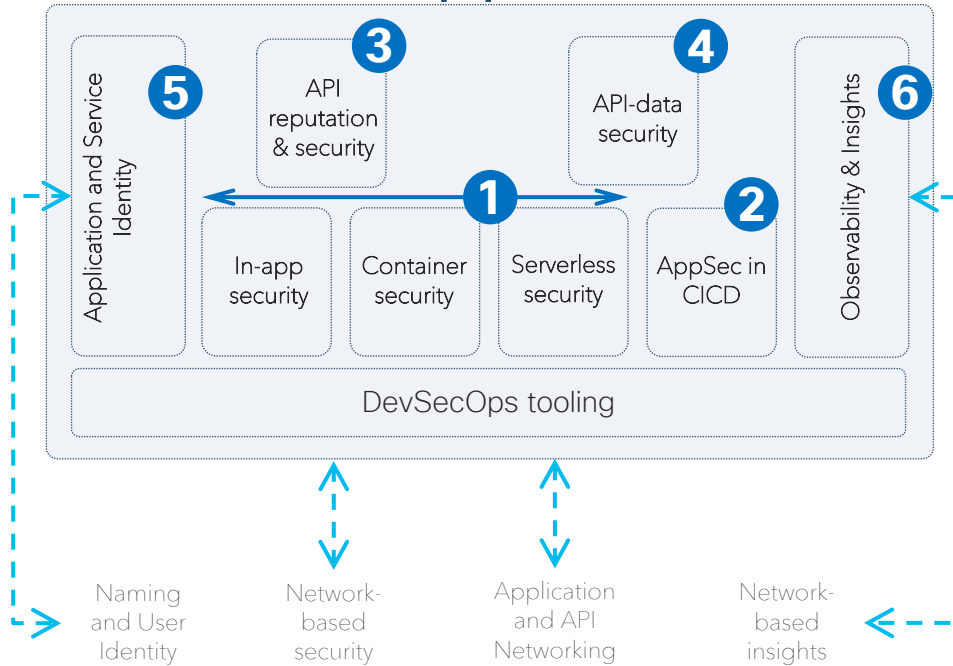 3
4
5
6
API
reputation
& security
API-data
security
Application and Service
Identity
Observability & Insights
1
2
In-app
security
Container
security
Serverless
security
AppSec in
CICD
DevSecOps tooling
Naming
and User
Identity
Network-
based
security
Application
and API
Networking
Network-
based
insights